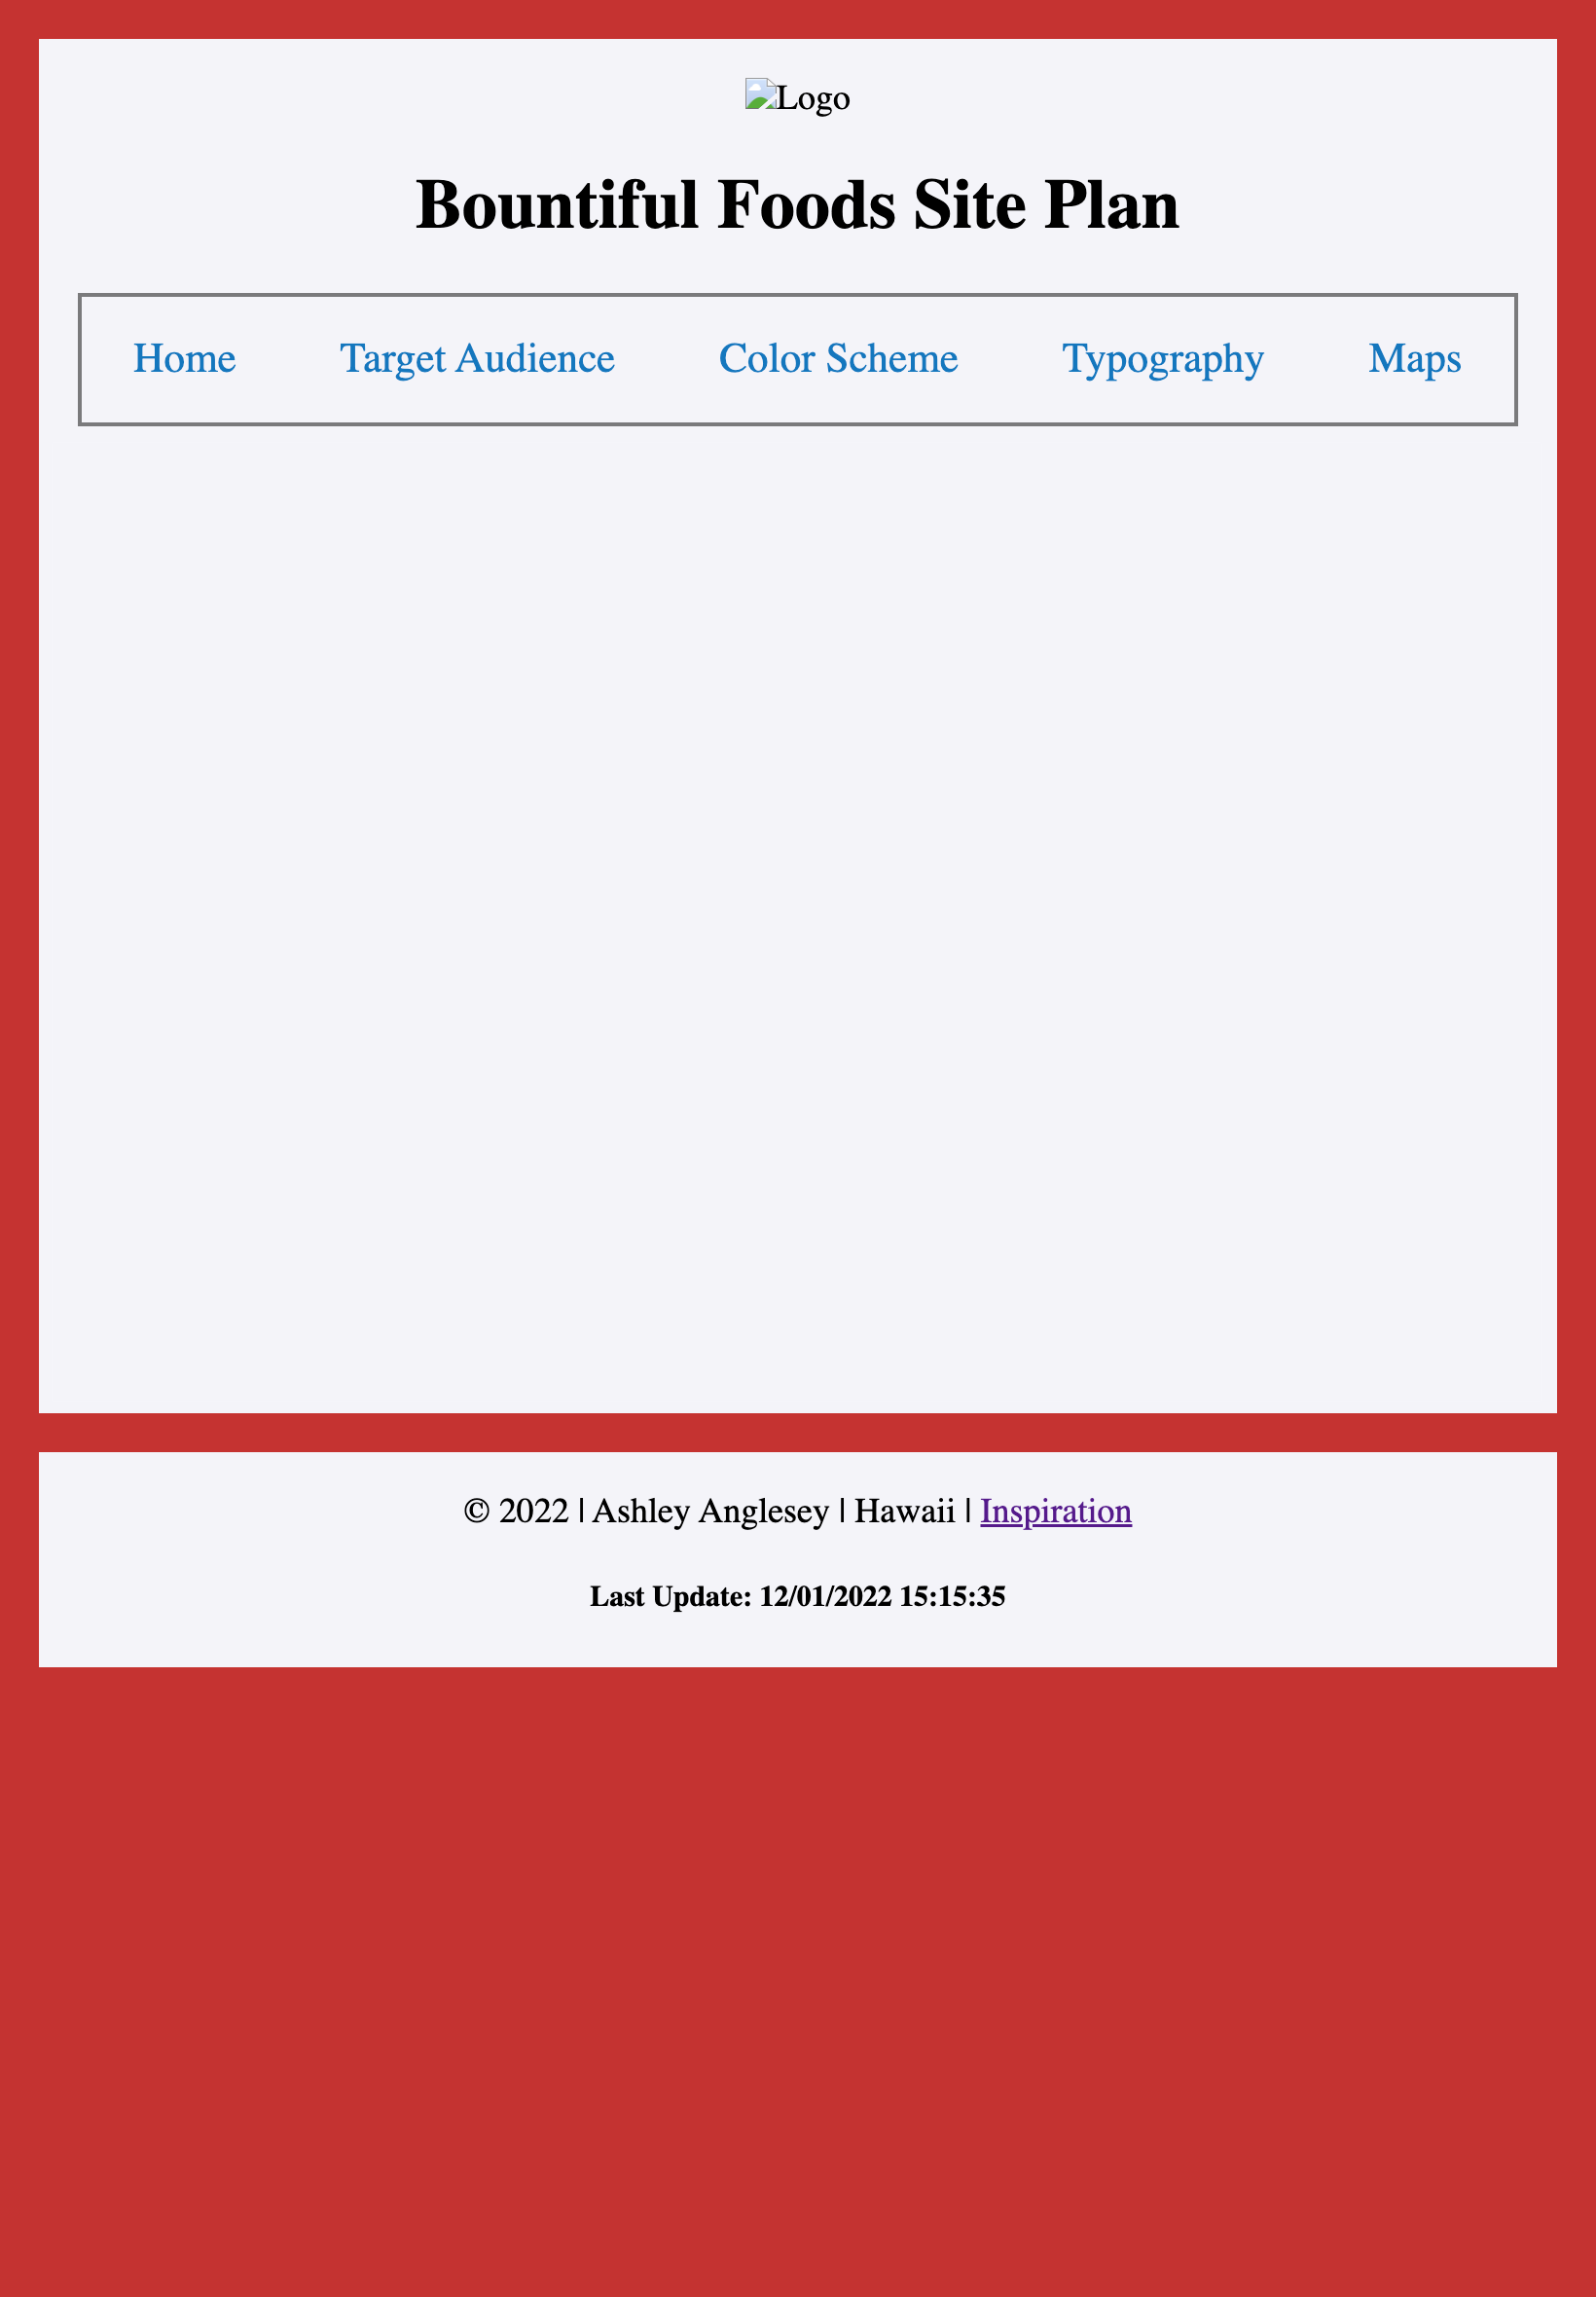 Logo
Bountiful Foods Site Plan
Home Target Audience Color Scheme Typography Maps
© 2022 | Ashley Anglesey | Hawaii | Inspiration
Last Update: 12/01/2022 15:15:35